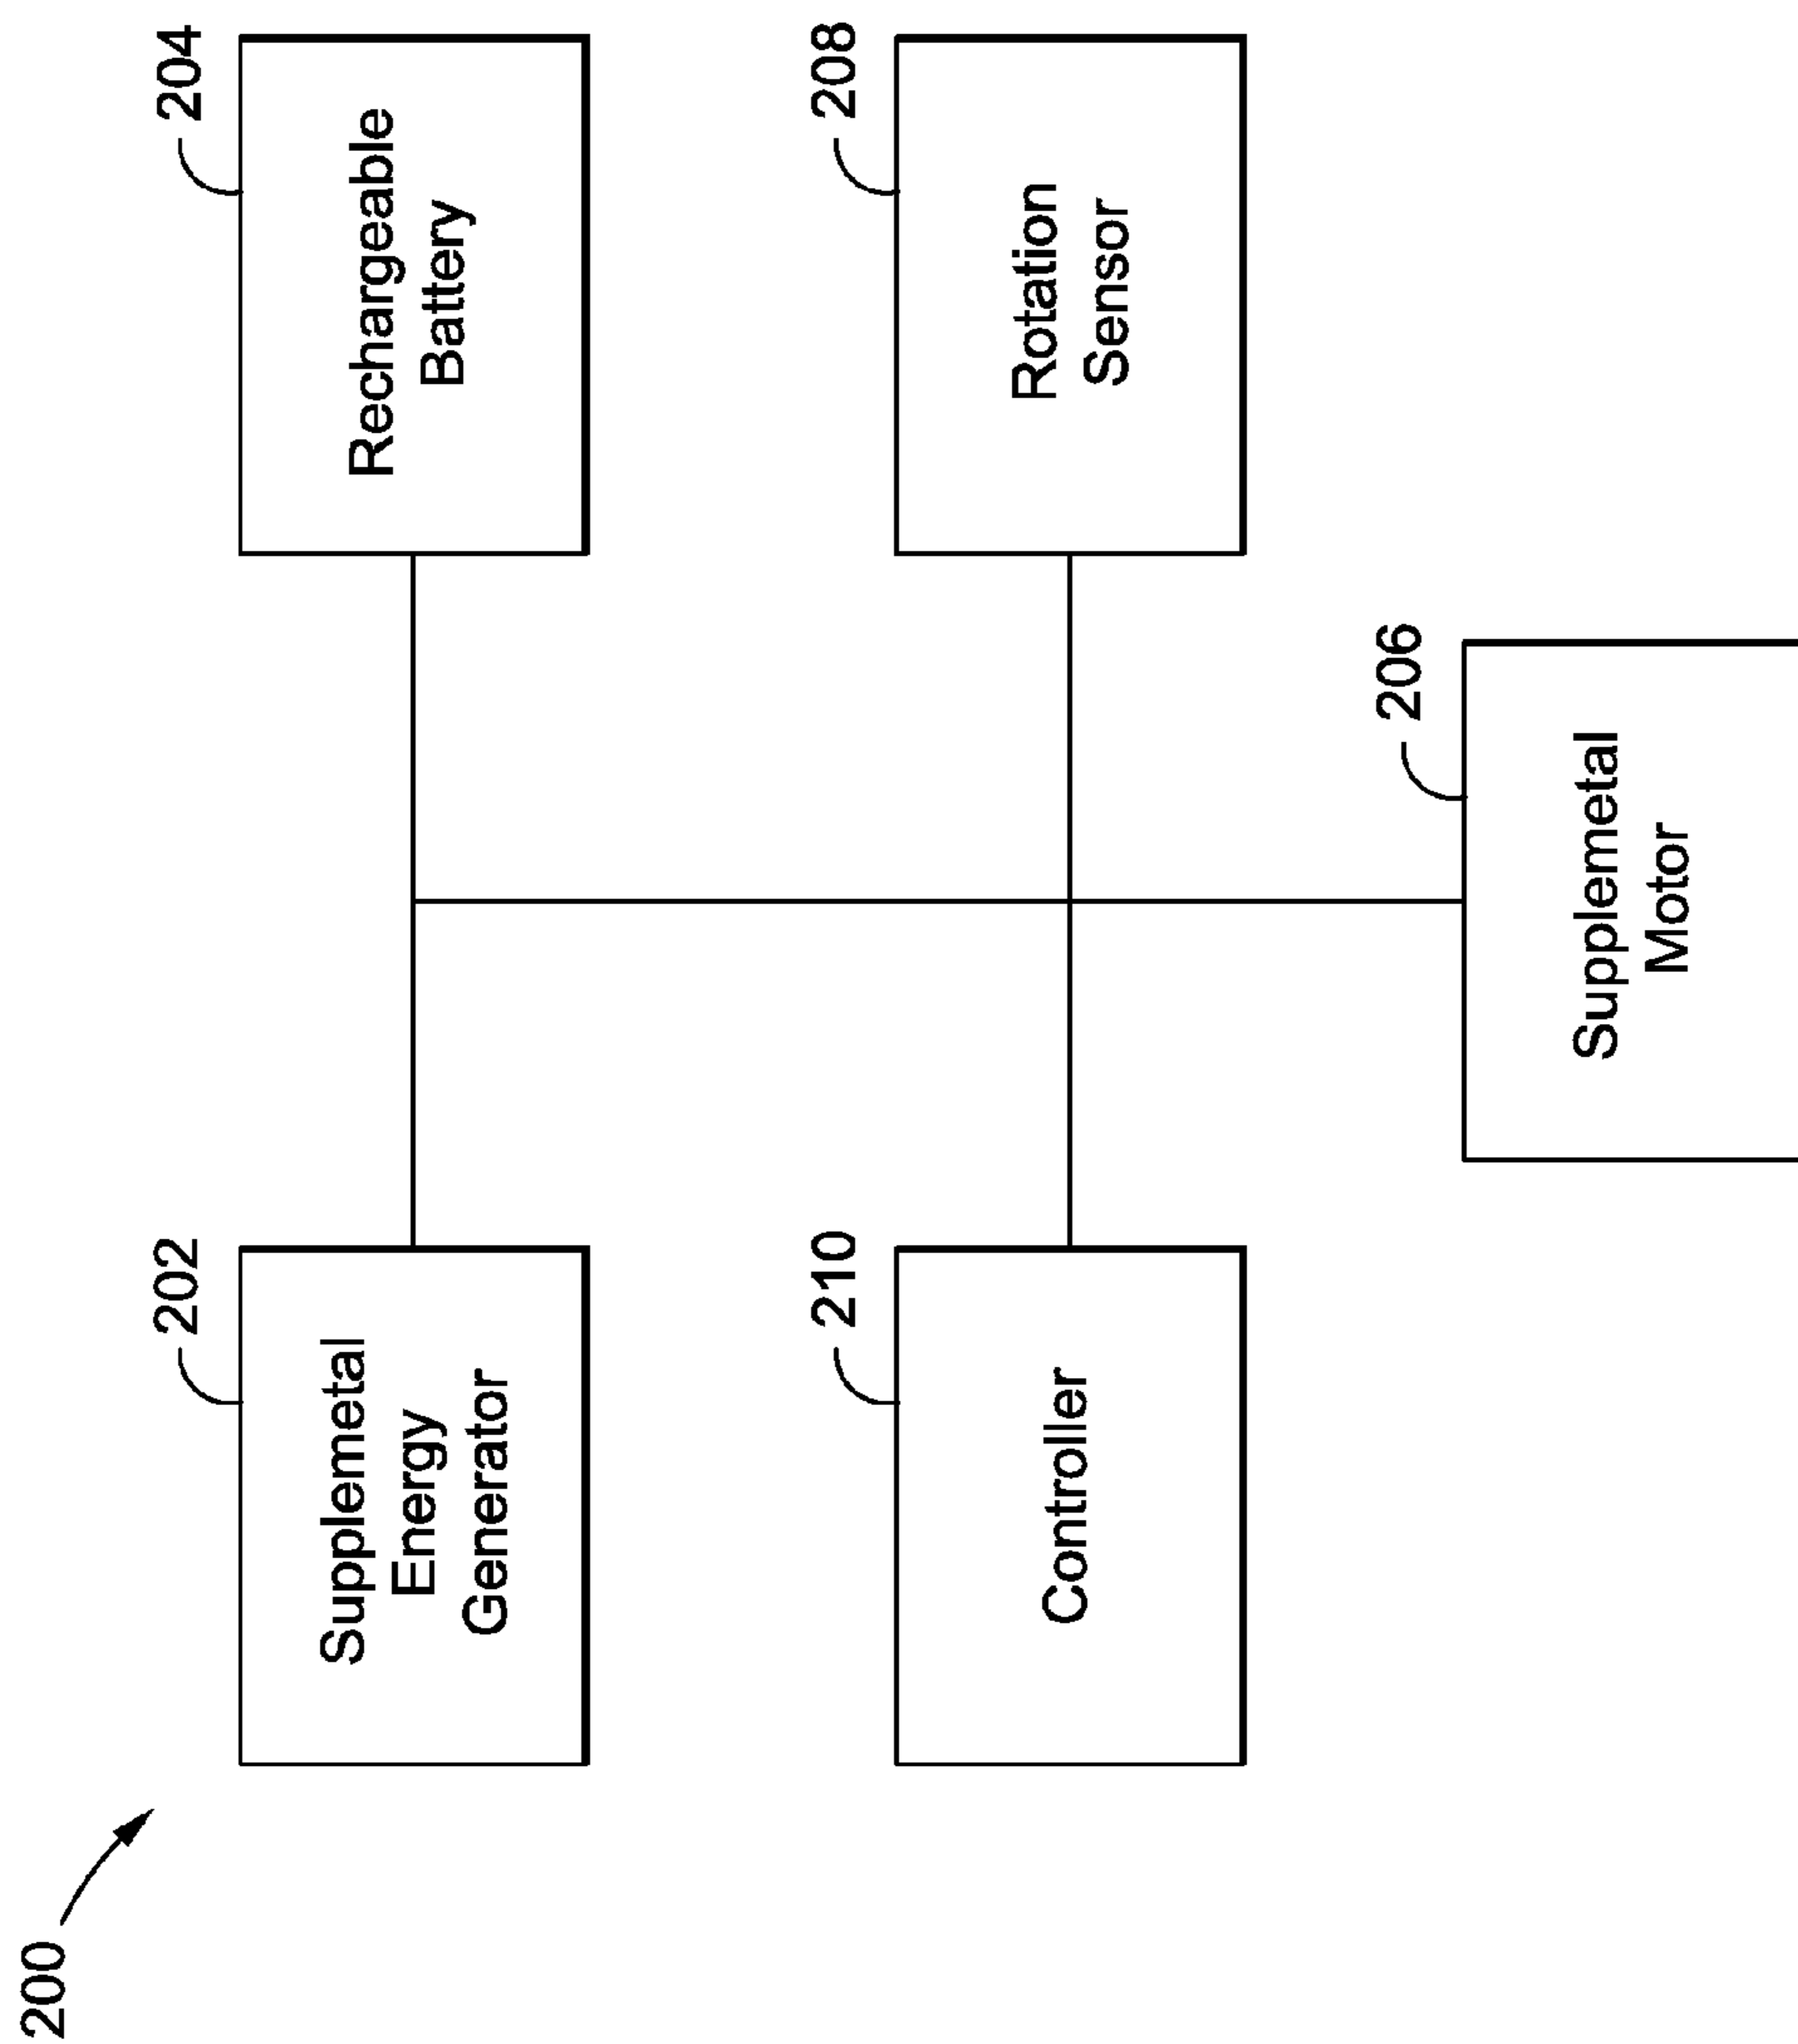 200
202
Supplemetal
Energy
Generator
204
Rechargeable
Battery
210
Controller
208
Rotation
Sensor
206
Supplemetal
Motor